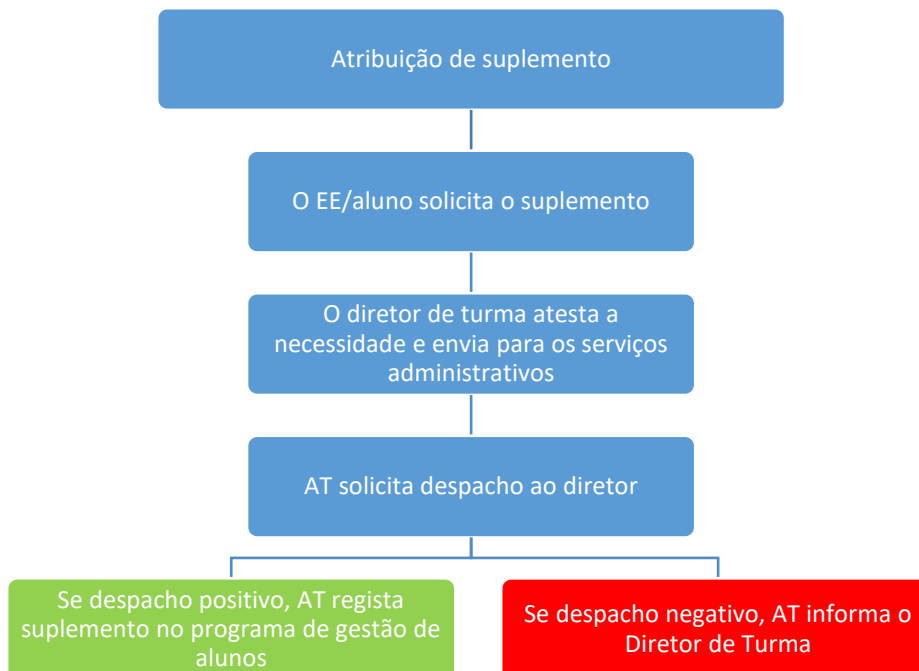 Atribuição de suplemento
O EE/aluno solicita o suplemento
O diretor de turma atesta a
necessidade e envia para os serviços
administrativos
AT solicita despacho ao diretor
Se despacho positivo, AT regista
suplemento no programa de gestão de
alunos
Se despacho negativo, AT informa o
Diretor de Turma